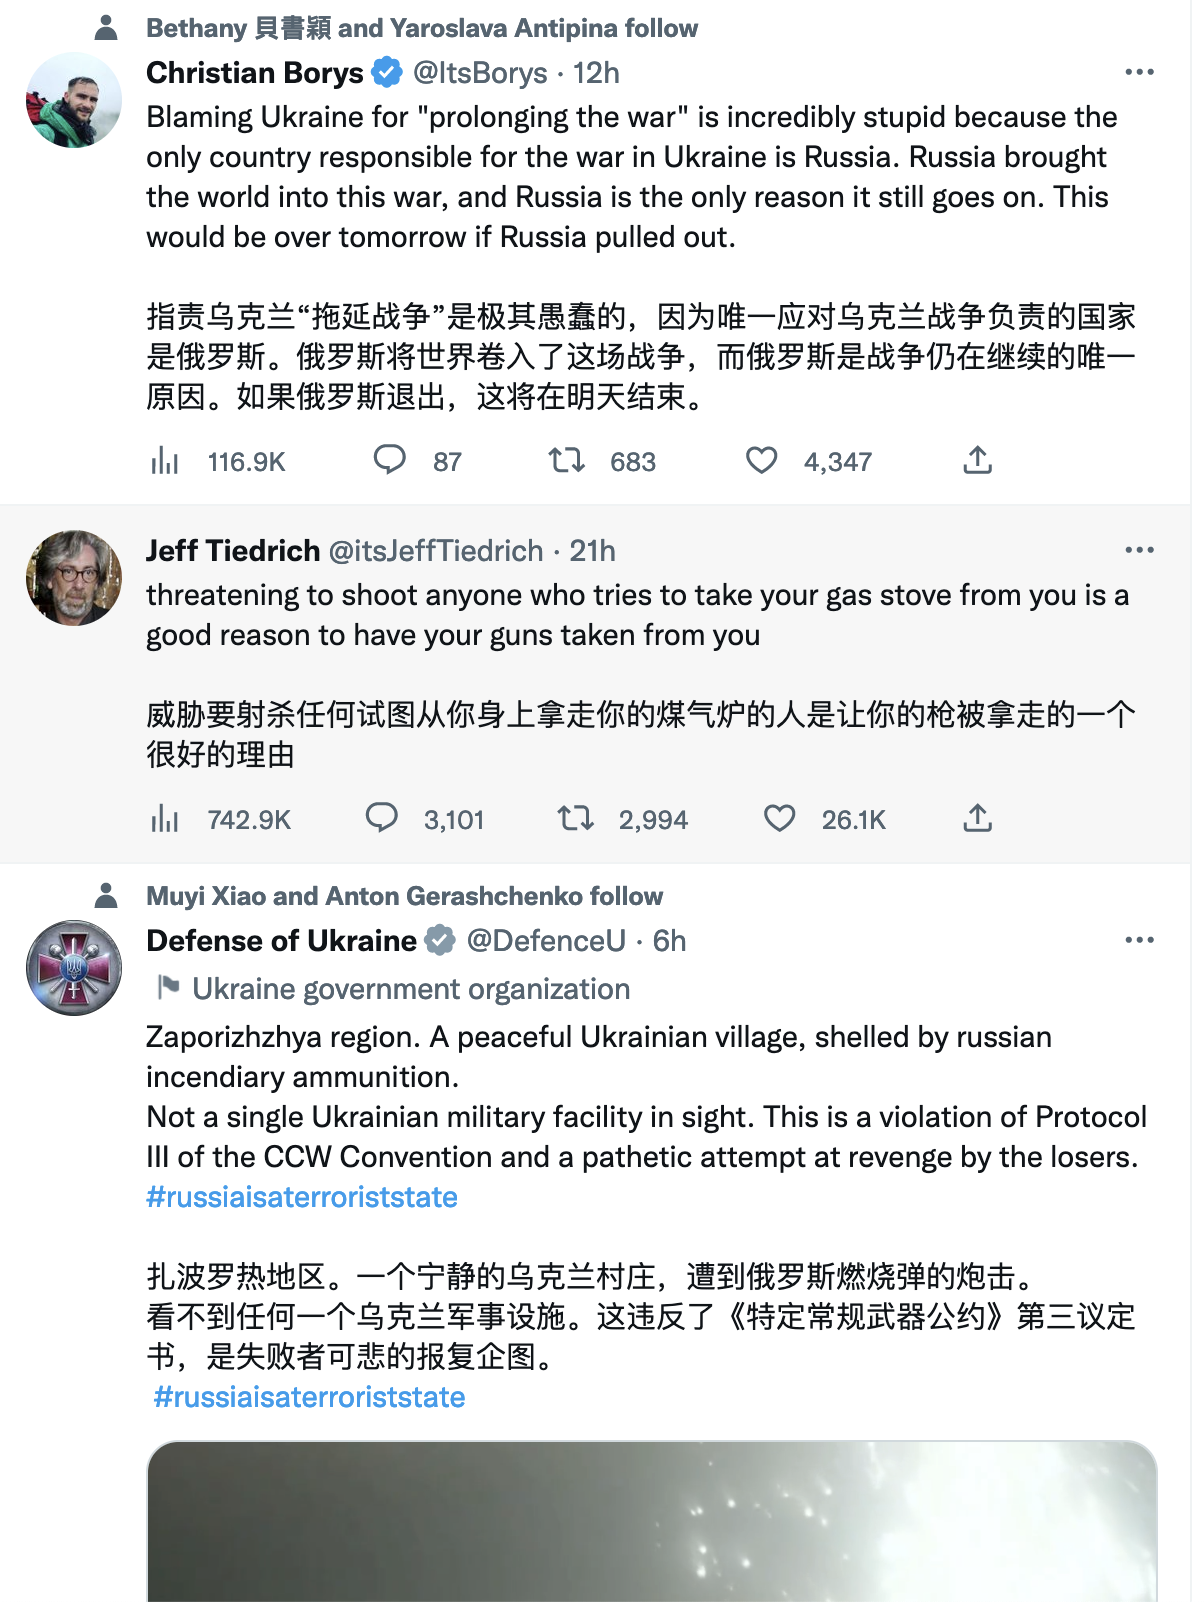 Bethany 貝書穎 and Yaroslava Antipina follow
Christian Borys @ItsBorys · 12h
Blaming Ukraine for "prolonging the war" is incredibly stupid because the
only country responsible for the war in Ukraine is Russia. Russia brought
the world into this war, and Russia is the only reason it still goes on. This
would be over tomorrow if Russia pulled out.
指责乌克兰“拖延战争”是极其愚蠢的，因为唯一应对乌克兰战争负责的国家
是俄罗斯。俄罗斯将世界卷入了这场战争，而俄罗斯是战争仍在继续的唯一
原因。如果俄罗斯退出，这将在明天结束。
116.9K 87 683 4,347
Jeff Tiedrich @itsJeffTiedrich · 21h
threatening to shoot anyone who tries to take your gas stove from you is a
good reason to have your guns taken from you
威胁要射杀任何试图从你身上拿走你的煤气炉的人是让你的枪被拿走的一个
很好的理由
742.9K 3,101 2,994 26.1K
Muyi Xiao and Anton Gerashchenko follow
Defense of Ukraine @DefenceU · 6h
Ukraine government organization
Zaporizhzhya region. A peaceful Ukrainian village, shelled by russian
incendiary ammunition.
Not a single Ukrainian military facility in sight. This is a violation of Protocol
III of the CCW Convention and a pathetic attempt at revenge by the losers.
#russiaisaterroriststate
扎波罗热地区。一个宁静的乌克兰村庄，遭到俄罗斯燃烧弹的炮击。
看不到任何一个乌克兰军事设施。这违反了《特定常规武器公约》第三议定
书，是失败者可悲的报复企图。
#russiaisaterroriststate